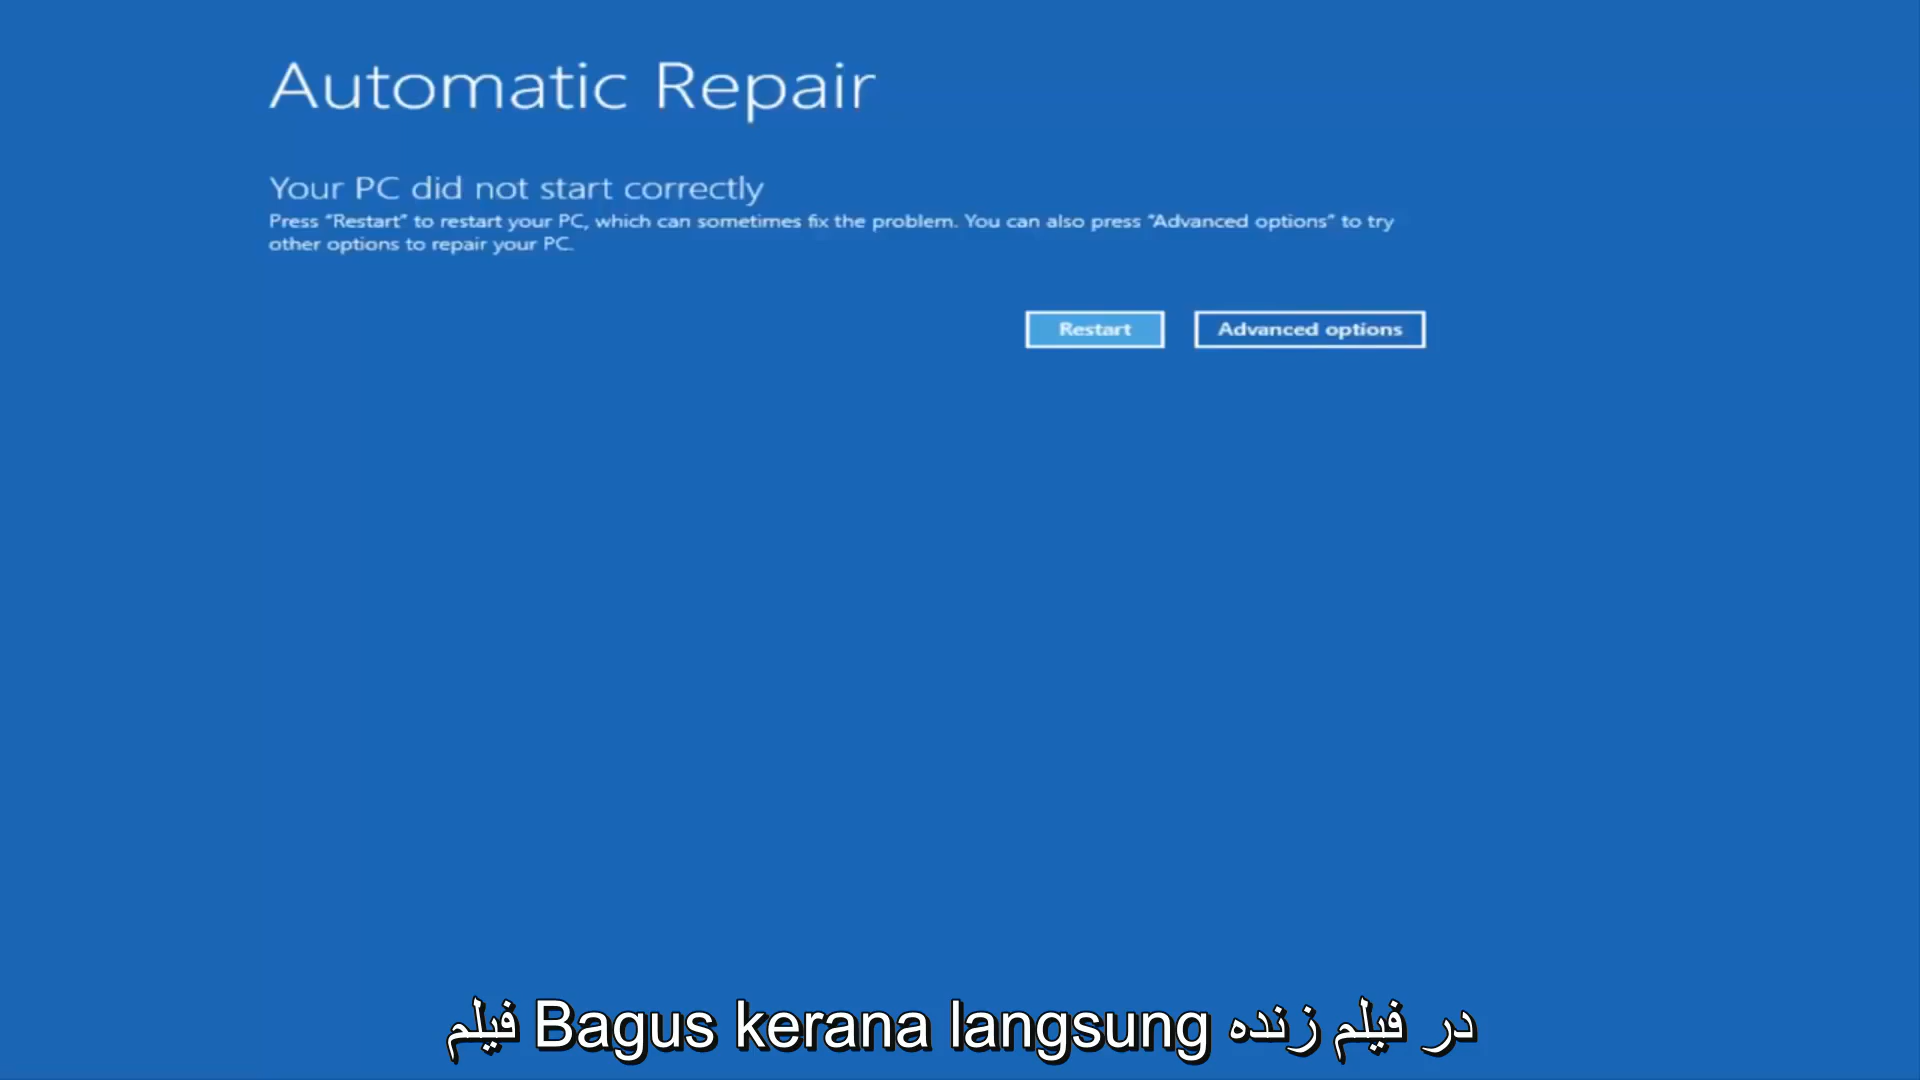 Automatic Repair
Your PC did not start correctly
Press “Restart” to restart your PC, which can sometimes fix the problem. You can also press “Advanced options” to try
other options to repair your PC.
Restart
Advanced options
در فیلم زنده Bagus kerana langsung فیلم